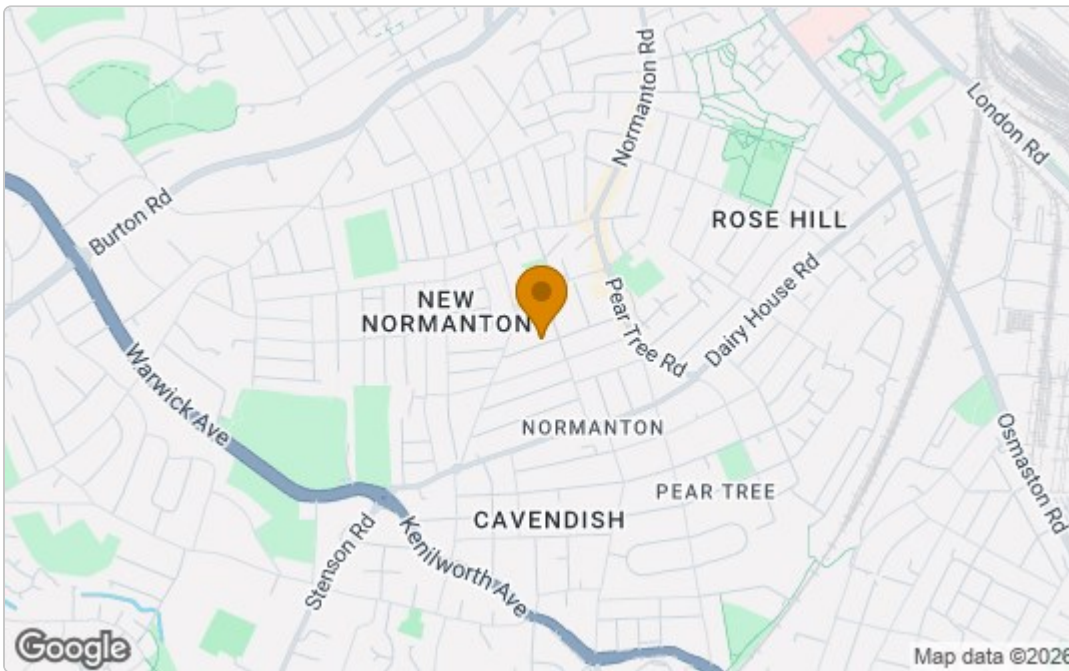 Normanton Rd
London Rd
Burton Rd
ROSE HILL
NEW
NORMANTON
Pear Tree Rd
Dairy House Rd
Warwick Ave
NORMANTON
Osmaston Rd
PEAR TREE
CAVENDISH
Stenson Rd
Kenilworth Ave
Google
Map data ©2026